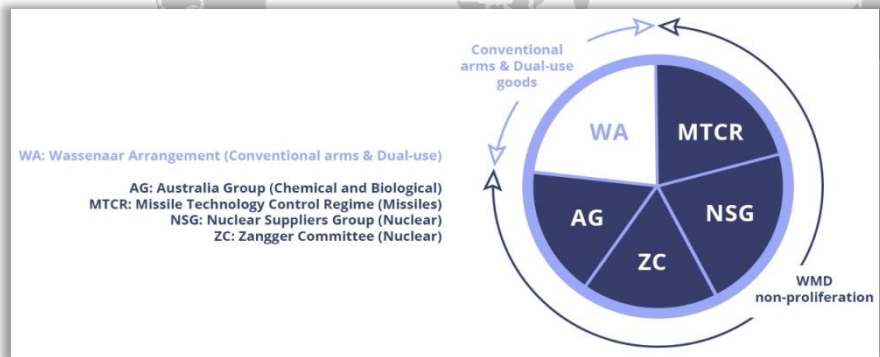 Conventional
arms & Dual-use
goods
WA
MTCR
WA: Wassenaar Arrangement (Conventional arms & Dual-use)
AG: Australia Group (Chemical and Biological)
MTCR: Missile Technology Control Regime (Missiles)
NSG: Nuclear Suppliers Group (Nuclear)
ZC: Zangger Committee (Nuclear)
AG
NSG
ZC
WMD
non-proliferation